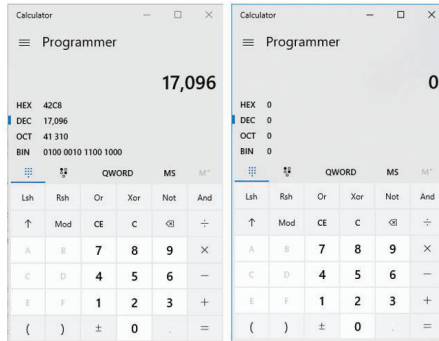 Calculator
Programmer
17,096
HEX 42C8
DEC 17,096
OCT 41 310
BIN 0100 0010 1100 1000
QWORD MS M˅
Lsh Rsh Or Xor Not And
↑ Mod CE C ⌫ ÷
A B 7 8 9 ×
C D 4 5 6 −
E F 1 2 3 +
( ) ± 0 . =
Calculator
Programmer
0
HEX 0
DEC 0
OCT 0
BIN 0
QWORD MS M˅
Lsh Rsh Or Xor Not And
↑ Mod CE C ⌫ ÷
A B 7 8 9 ×
C D 4 5 6 −
E F 1 2 3 +
( ) ± 0 . =